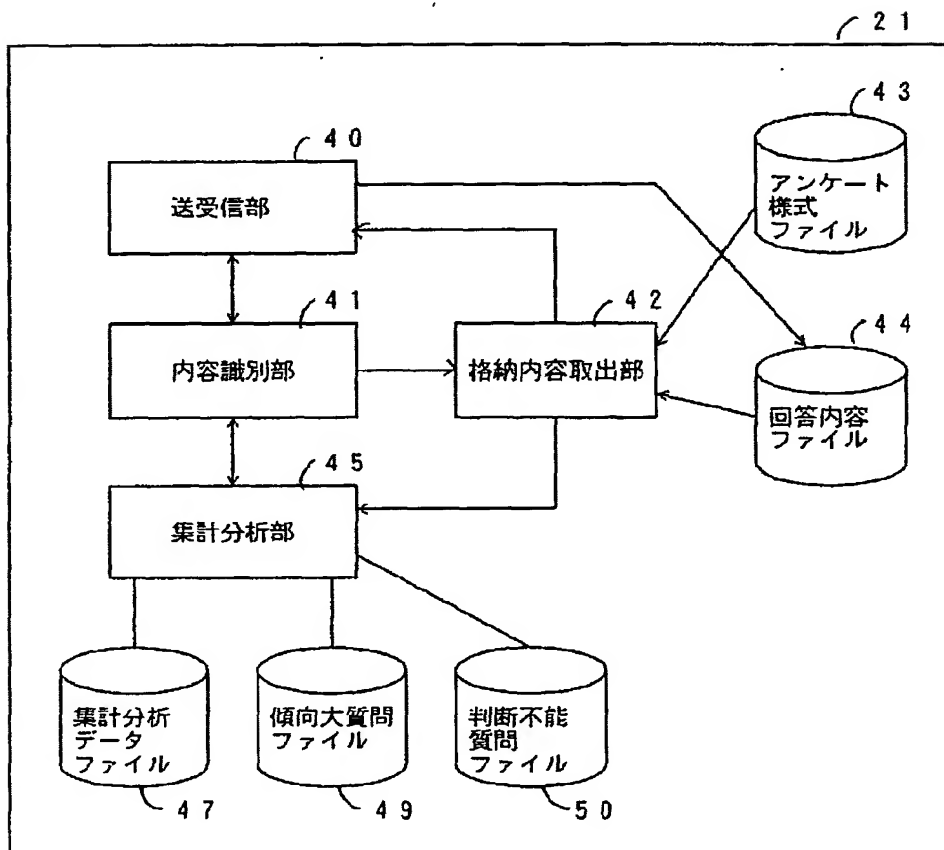 21
43
アンケート
様式
ファイル
40
送受信部
41
内容識別部
42
格納内容取出部
44
回答内容
ファイル
45
集計分析部
集計分析
データ
ファイル
47
傾向大質問
ファイル
49
判断不能
質問
ファイル
50